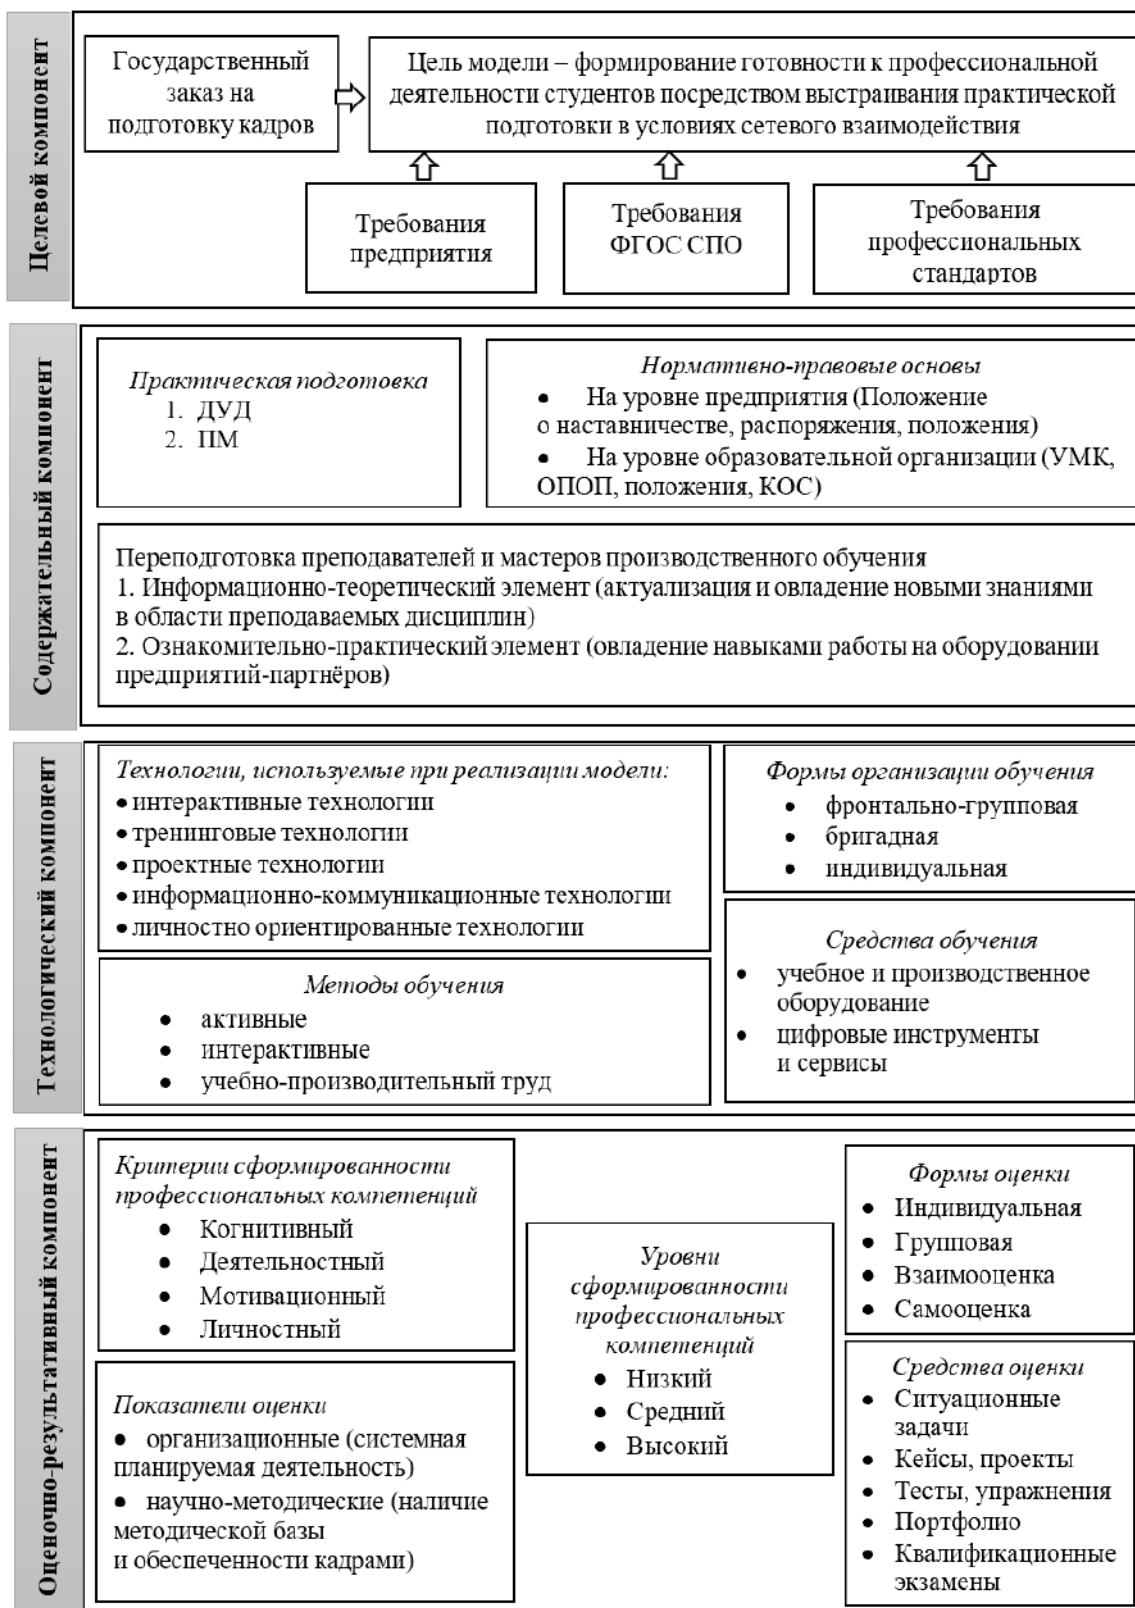 Целевой компонент
Государственный
заказ на
подготовку кадров
Цель модели – формирование готовности к профессиональной
деятельности студентов посредством выстраивания практической
подготовки в условиях сетевого взаимодействия
Требования
предприятия
Требования
ФГОС СПО
Требования
профессиональных
стандартов
Содержательный компонент
Практическая подготовка
1. ДУД
2. ПМ
Нормативно-правовые основы
• На уровне предприятия (Положение
о наставничестве, распоряжения, положения)
• На уровне образовательной организации (УМК,
ОПОП, положения, КОС)
Переподготовка преподавателей и мастеров производственного обучения
1. Информационно-теоретический элемент (актуализация и овладение новыми знаниями
в области преподаваемых дисциплин)
2. Ознакомительно-практический элемент (овладение навыками работы на оборудовании
предприятий-партнёров)
Технологический компонент
Технологии, используемые при реализации модели:
• интерактивные технологии
• тренинговые технологии
• проектные технологии
• информационно-коммуникационные технологии
• личностно ориентированные технологии
Методы обучения
• активные
• интерактивные
• учебно-производительный труд
Формы организации обучения
• фронтально-групповая
• бригадная
• индивидуальная
Средства обучения
• учебное и производственное
оборудование
• цифровые инструменты
и сервисы
Оценочно-результативный компонент
Критерии сформированности
профессиональных компетенций
• Когнитивный
• Деятельностный
• Мотивационный
• Личностный
Показатели оценки
• организационные (системная
планируемая деятельность)
• научно-методические (наличие
методической базы
и обеспеченности кадрами)
Уровни
сформированности
профессиональных
компетенций
• Низкий
• Средний
• Высокий
Формы оценки
• Индивидуальная
• Групповая
• Взаимооценка
• Самооценка
Средства оценки
• Ситуационные
задачи
• Кейсы, проекты
• Тесты, упражнения
• Портфолио
• Квалификационные
экзамены